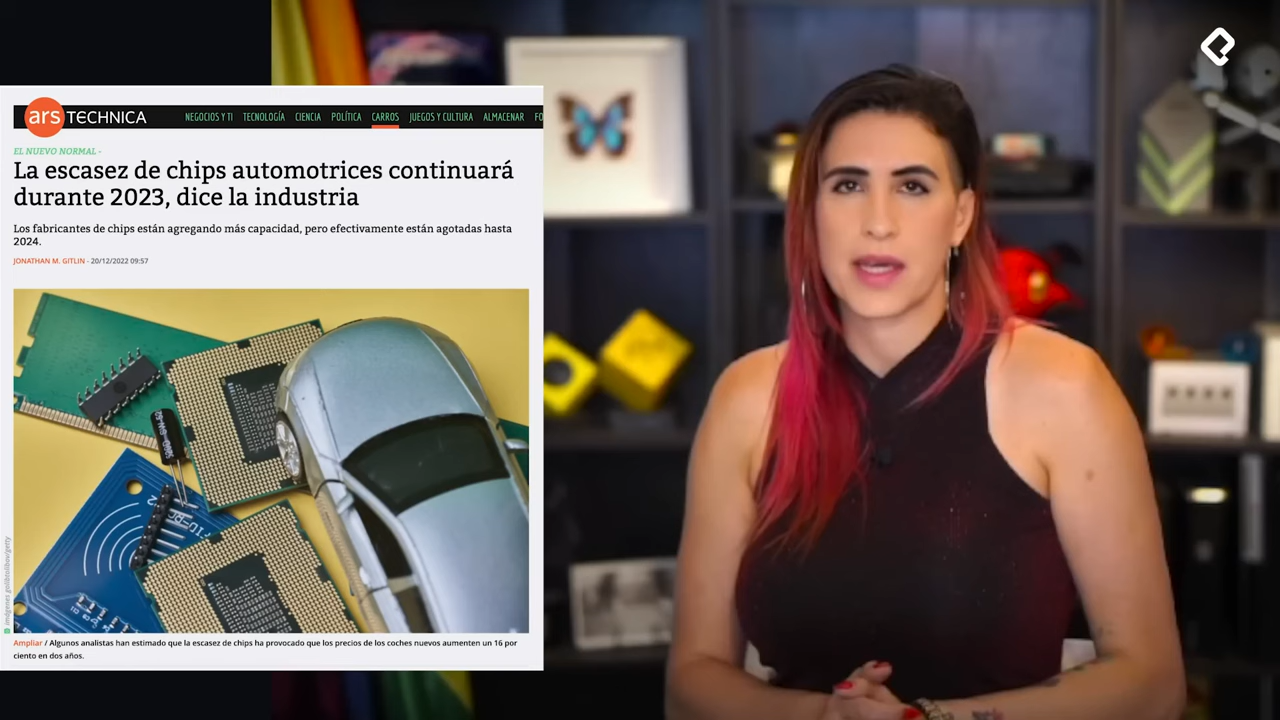 ars TECHNICA
NEGOCIOS Y TI TECNOLOGÍA CIENCIA POLÍTICA CARROS JUEGOS Y CULTURA ALMACENAR FO
EL NUEVO NORMAL -
La escasez de chips automotrices continuará
durante 2023, dice la industria
Los fabricantes de chips están agregando más capacidad, pero efectivamente están agotadas hasta
2024.
JONATHAN M. GITLIN - 20/12/2022 09:57
Ampliar / Algunos analistas han estimado que la escasez de chips ha provocado que los precios de los coches nuevos aumenten un 16 por
ciento en dos años.